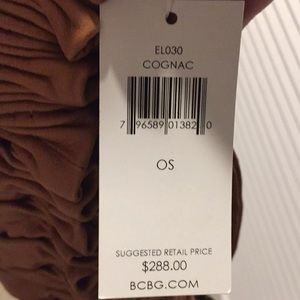 EL030
COGNAC
7 96589 01382 0
OS
SUGGESTED RETAIL PRICE
$288.00
BCBG.COM